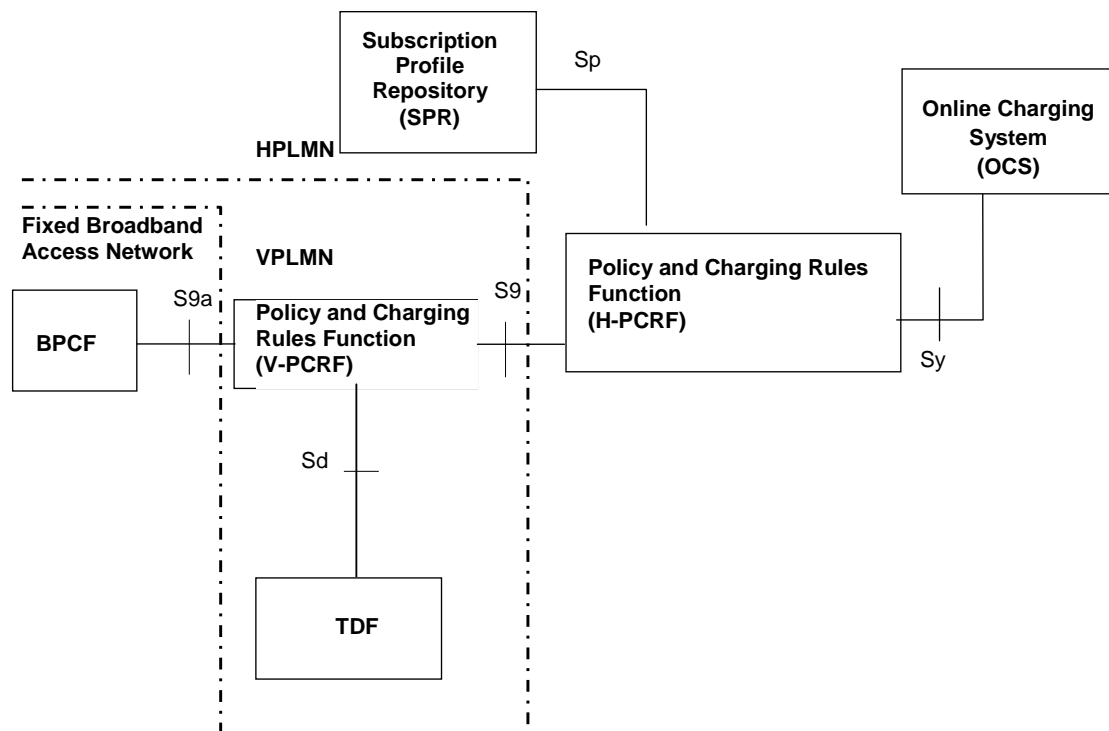 Subscription
Profile
Repository
(SPR)
Sp
Online Charging
System
(OCS)
HPLMN
Fixed Broadband
Access Network
VPLMN
S9a
S9
Policy and Charging Rules
Function
(H-PCRF)
BPCF
Policy and Charging
Rules Function
(V-PCRF)
Sy
Sd
TDF